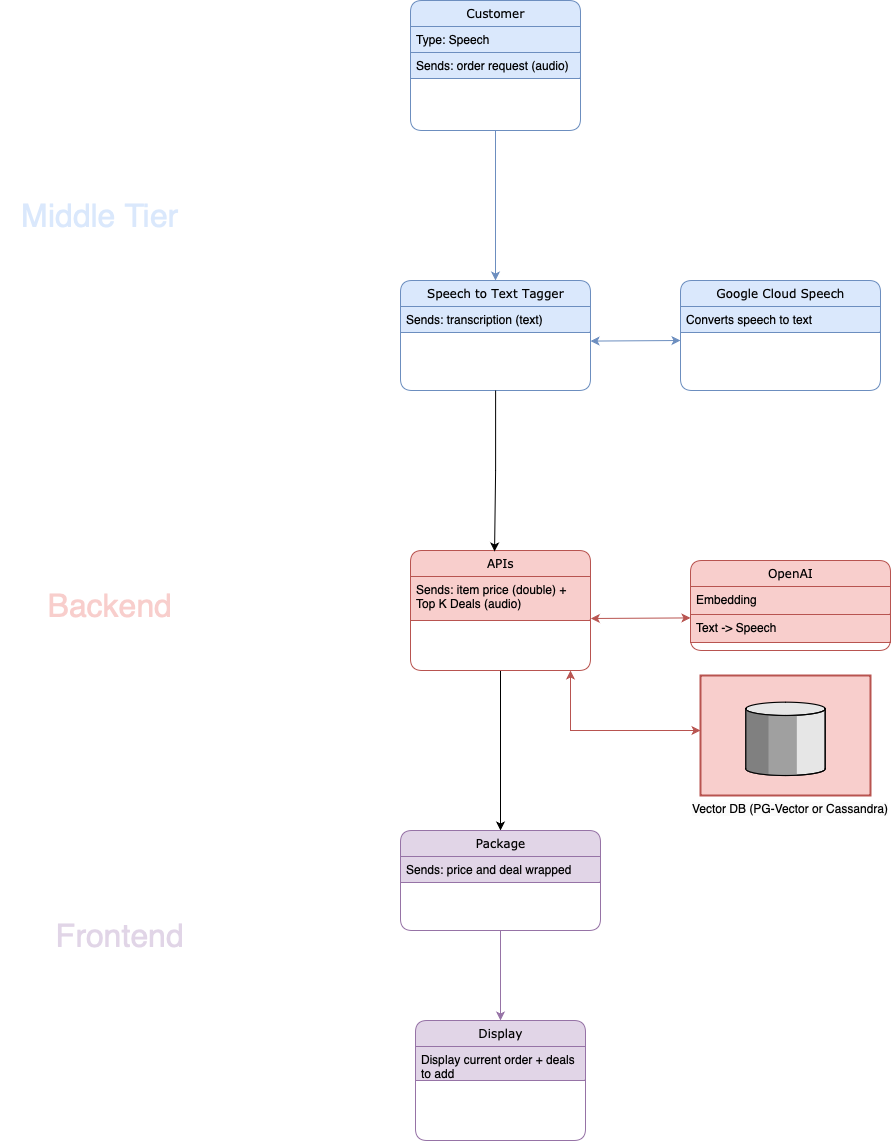 Customer
Type: Speech
Sends: order request (audio)
Middle Tier
Speech to Text Tagger
Sends: transcription (text)
Google Cloud Speech
Converts speech to text
APIs
Sends: item price (double) +
Top K Deals (audio)
OpenAI
Embedding
Text -> Speech
Backend
Vector DB (PG-Vector or Cassandra)
Package
Sends: price and deal wrapped
Frontend
Display
Display current order + deals
to add